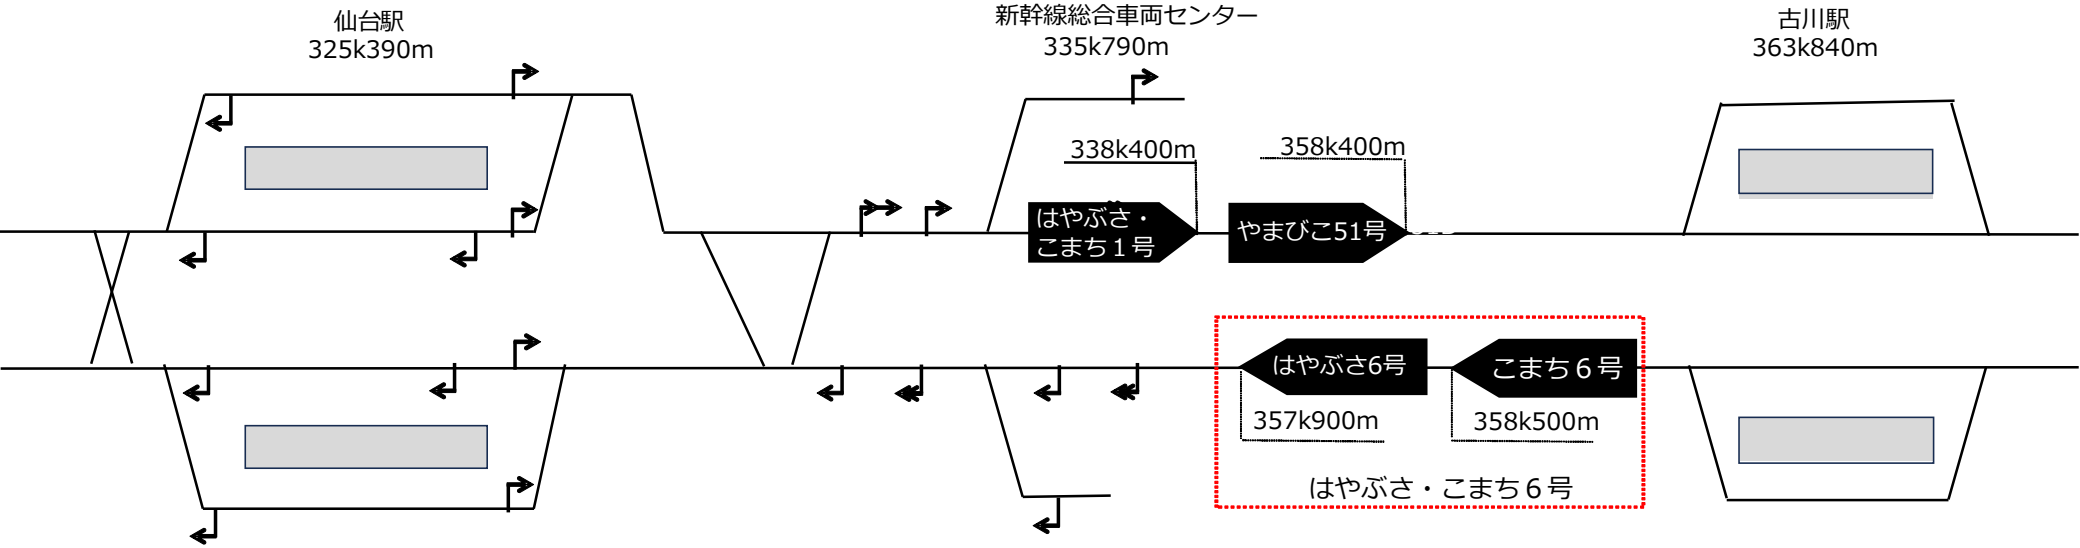 仙台駅
325k390m
新幹線総合車両センター
335k790m
古川駅
363k840m
338k400m
358k400m
はやぶさ・
こまち１号
やまびこ51号
はやぶさ6号
こまち６号
357k900m
358k500m
はやぶさ・こまち６号